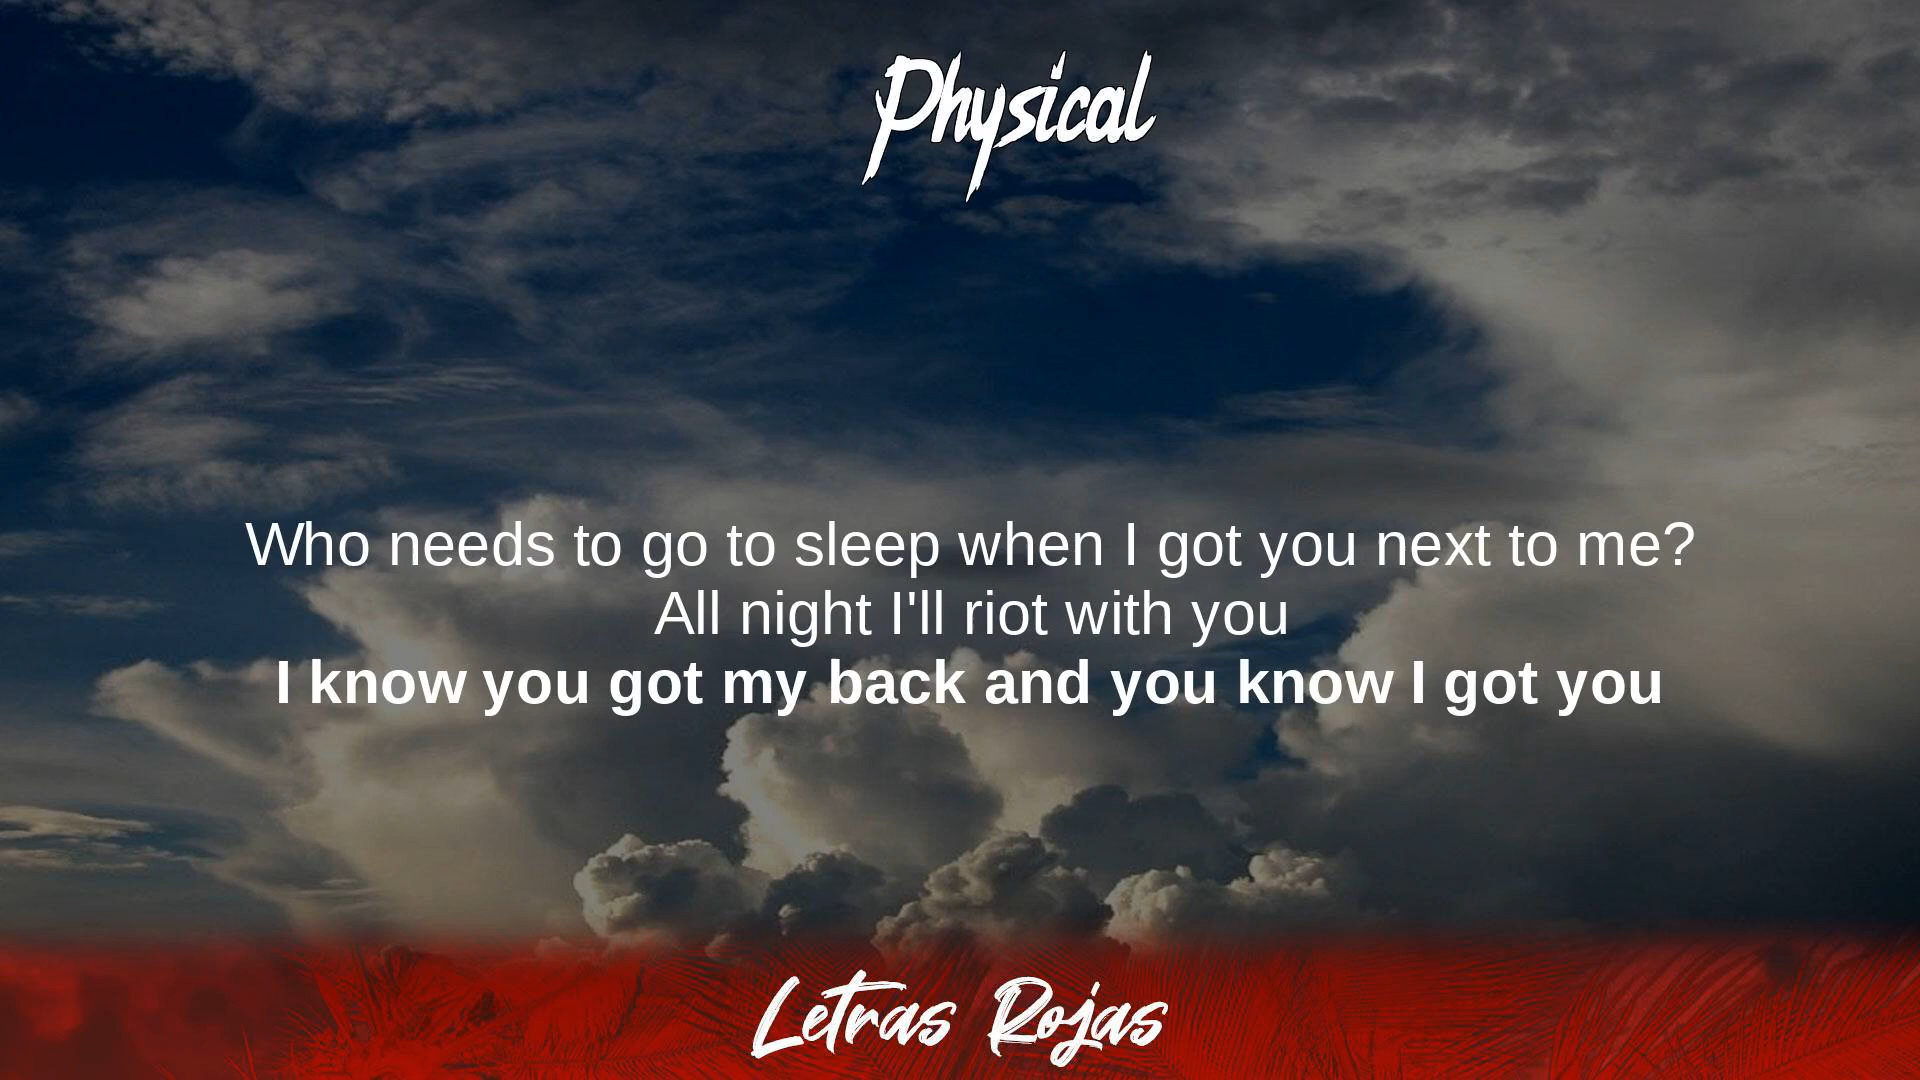 Physical
Who needs to go to sleep when I got you next to me?
All night I'll riot with you
I know you got my back and you know I got you
Letras Rojas